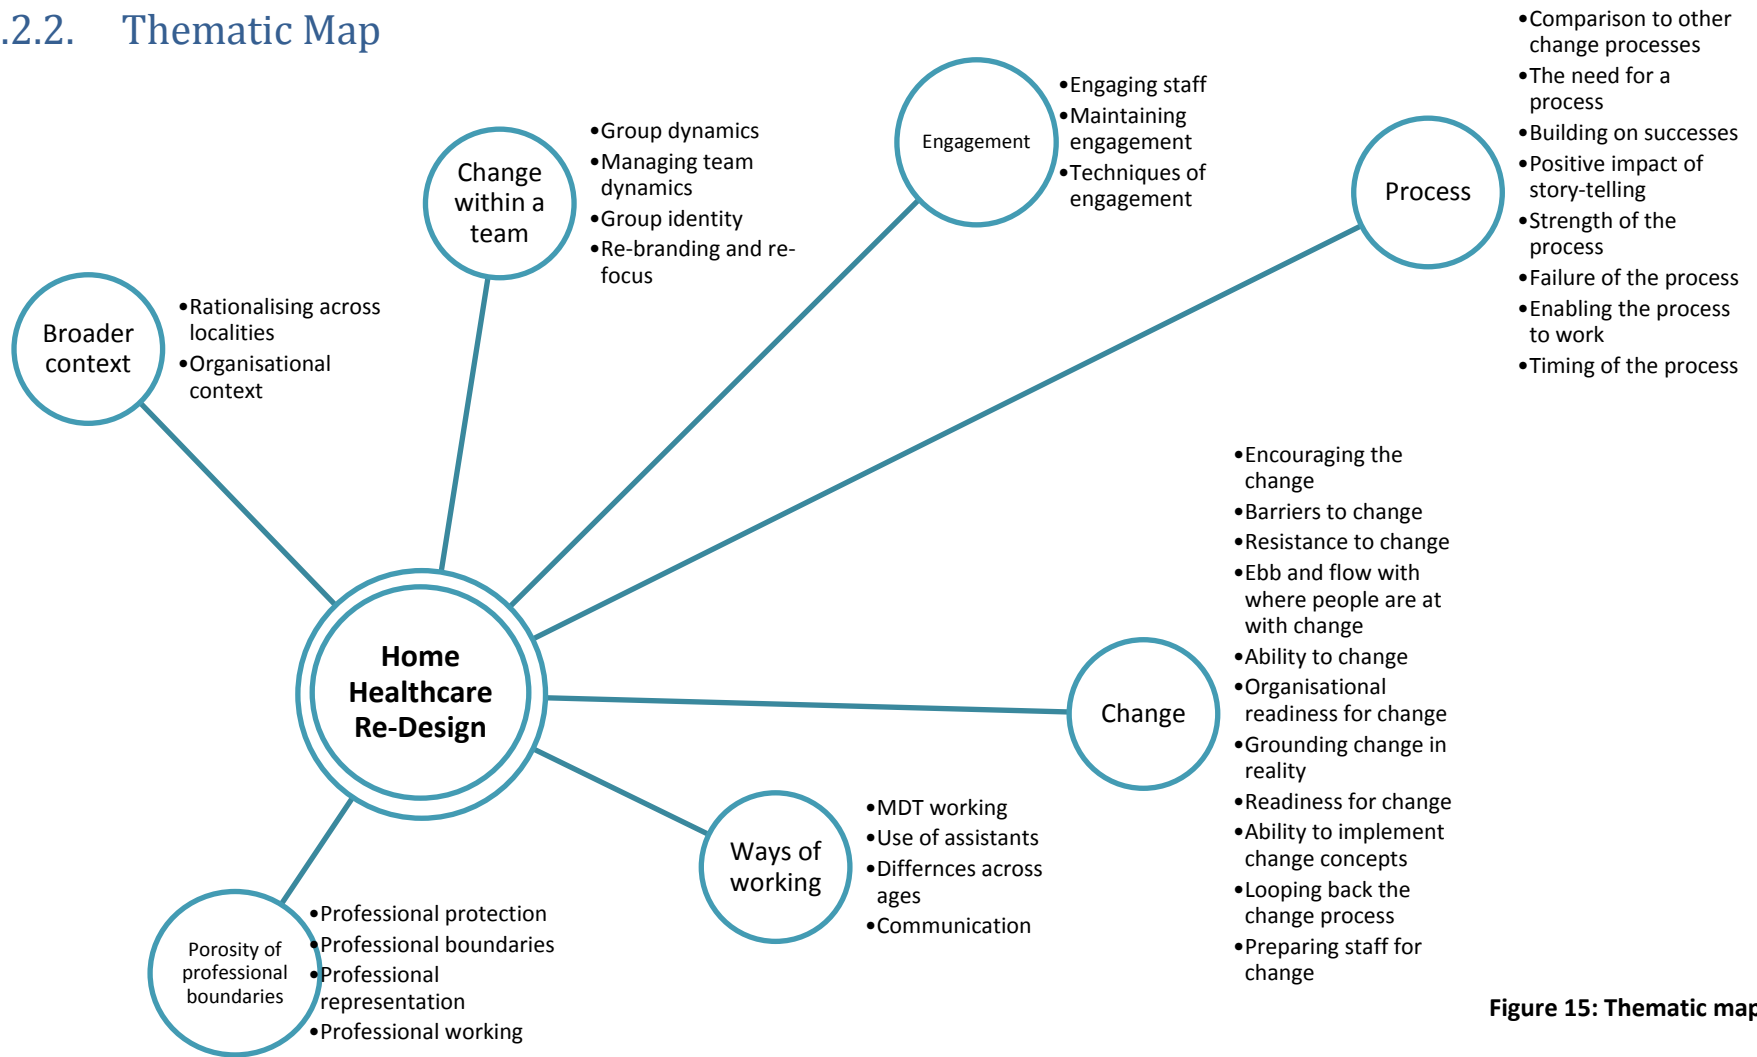 .2.2. Thematic Map
Broader
context
•Rationalising across
localities
•Organisational
context
Change
within a
team
•Group dynamics
•Managing team
dynamics
•Group identity
•Re-branding and re-
focus
Engagement
•Engaging staff
•Maintaining
engagement
•Techniques of
engagement
Process
•Comparison to other
change processes
•The need for a
process
•Building on successes
•Positive impact of
story-telling
•Strength of the
process
•Failure of the process
•Enabling the process
to work
•Timing of the process
Home
Healthcare
Re-Design
Change
•Encouraging the
change
•Barriers to change
•Resistance to change
•Ebb and flow with
where people are at
with change
•Ability to change
•Organisational
readiness for change
•Grounding change in
reality
•Readiness for change
•Ability to implement
change concepts
•Looping back the
change process
•Preparing staff for
change
Ways of
working
•MDT working
•Use of assistants
•Differnces across
ages
•Communication
Porosity of
professional
boundaries
•Professional protection
•Professional boundaries
•Professional
representation
•Professional working
Figure 15: Thematic map